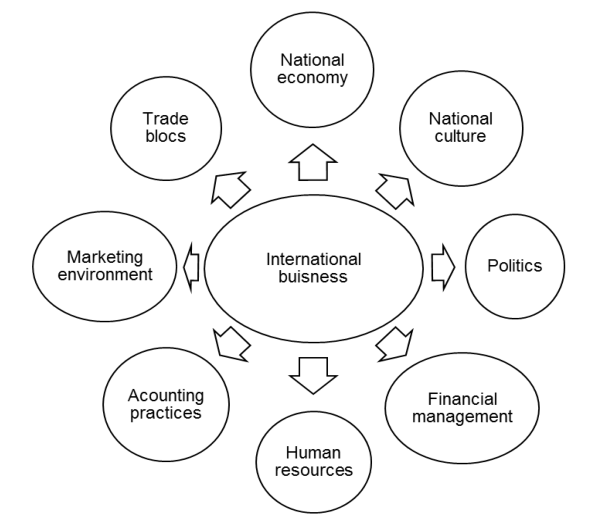 National
economy
Trade
blocs
National
culture
Marketing
environment
International
buisness
Politics
Acounting
practices
Financial
management
Human
resources